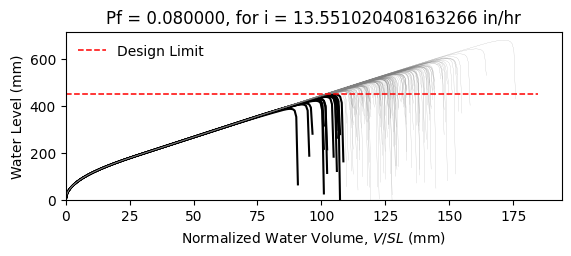 Pf = 0.080000, for i = 13.551020408163266 in/hr
Design Limit
Water Level (mm)
600
400
200
0
0 25 50 75 100 125 150 175
Normalized Water Volume, V/SL (mm)